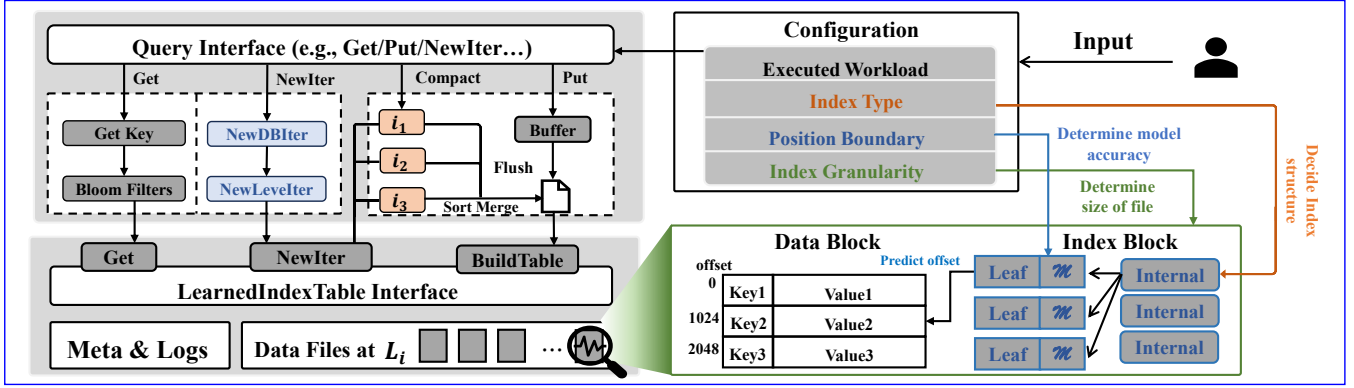 Query Interface (e.g., Get/Put/NewIter…)
Get
NewIter
Compact
Put
Get Key
Bloom Filters
NewDBIter
NewLeveIter
i1
i2
i3
Buffer
Flush
Sort Merge
Get
NewIter
BuildTable
LearnedIndexTable Interface
Meta & Logs
Data Files at Li
...
Configuration
Executed Workload
Index Type
Position Boundary
Index Granularity
Input
Determine model
accuracy
Determine
size of file
Decide Index
structure
Data Block
Index Block
offset
0
1024
2048
Key1 Value1
Key2 Value2
Key3 Value3
Predict offset
Leaf ℳ
Leaf ℳ
Leaf ℳ
Internal
Internal
Internal